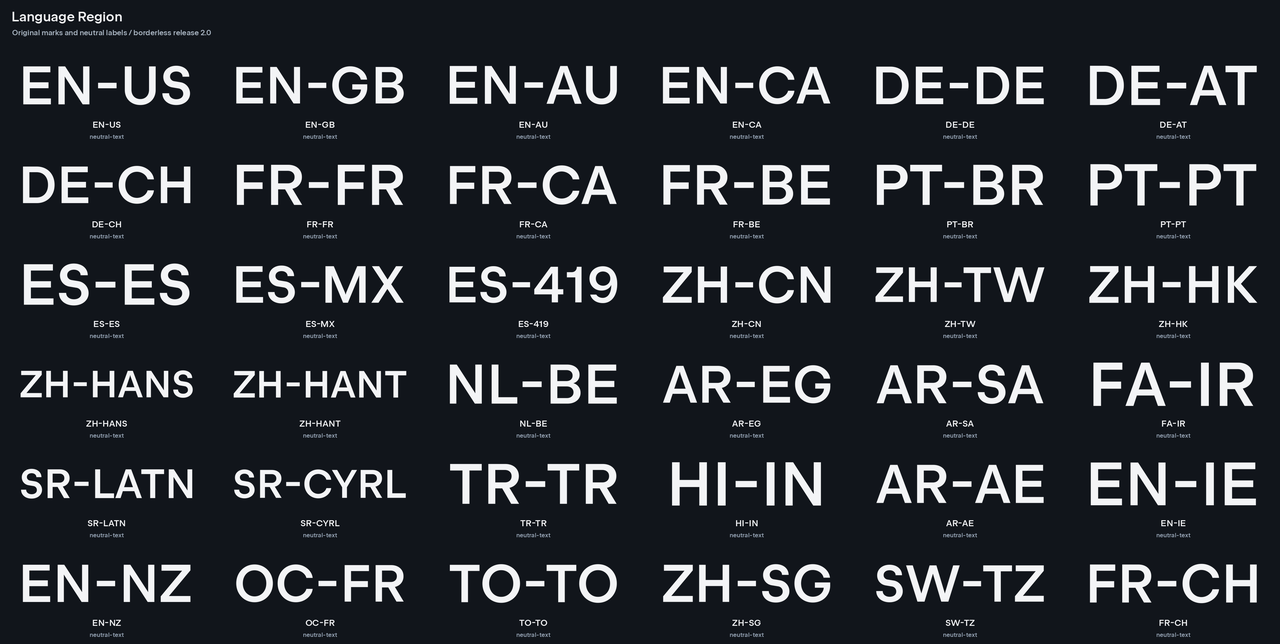 Language Region
Original marks and neutral labels / borderless release 2.0
EN-US EN-GB EN-AU EN-CA DE-DE DE-AT
EN-US EN-GB EN-AU EN-CA DE-DE DE-AT
neutral-text neutral-text neutral-text neutral-text neutral-text neutral-text
DE-CH FR-FR FR-CA FR-BE PT-BR PT-PT
DE-CH FR-FR FR-CA FR-BE PT-BR PT-PT
neutral-text neutral-text neutral-text neutral-text neutral-text neutral-text
ES-ES ES-MX ES-419 ZH-CN ZH-TW ZH-HK
ES-ES ES-MX ES-419 ZH-CN ZH-TW ZH-HK
neutral-text neutral-text neutral-text neutral-text neutral-text neutral-text
ZH-HANS ZH-HANT NL-BE AR-EG AR-SA FA-IR
ZH-HANS ZH-HANT NL-BE AR-EG AR-SA FA-IR
neutral-text neutral-text neutral-text neutral-text neutral-text neutral-text
SR-LATN SR-CYRL TR-TR HI-IN AR-AE EN-IE
SR-LATN SR-CYRL TR-TR HI-IN AR-AE EN-IE
neutral-text neutral-text neutral-text neutral-text neutral-text neutral-text
EN-NZ OC-FR TO-TO ZH-SG SW-TZ FR-CH
EN-NZ OC-FR TO-TO ZH-SG SW-TZ FR-CH
neutral-text neutral-text neutral-text neutral-text neutral-text neutral-text